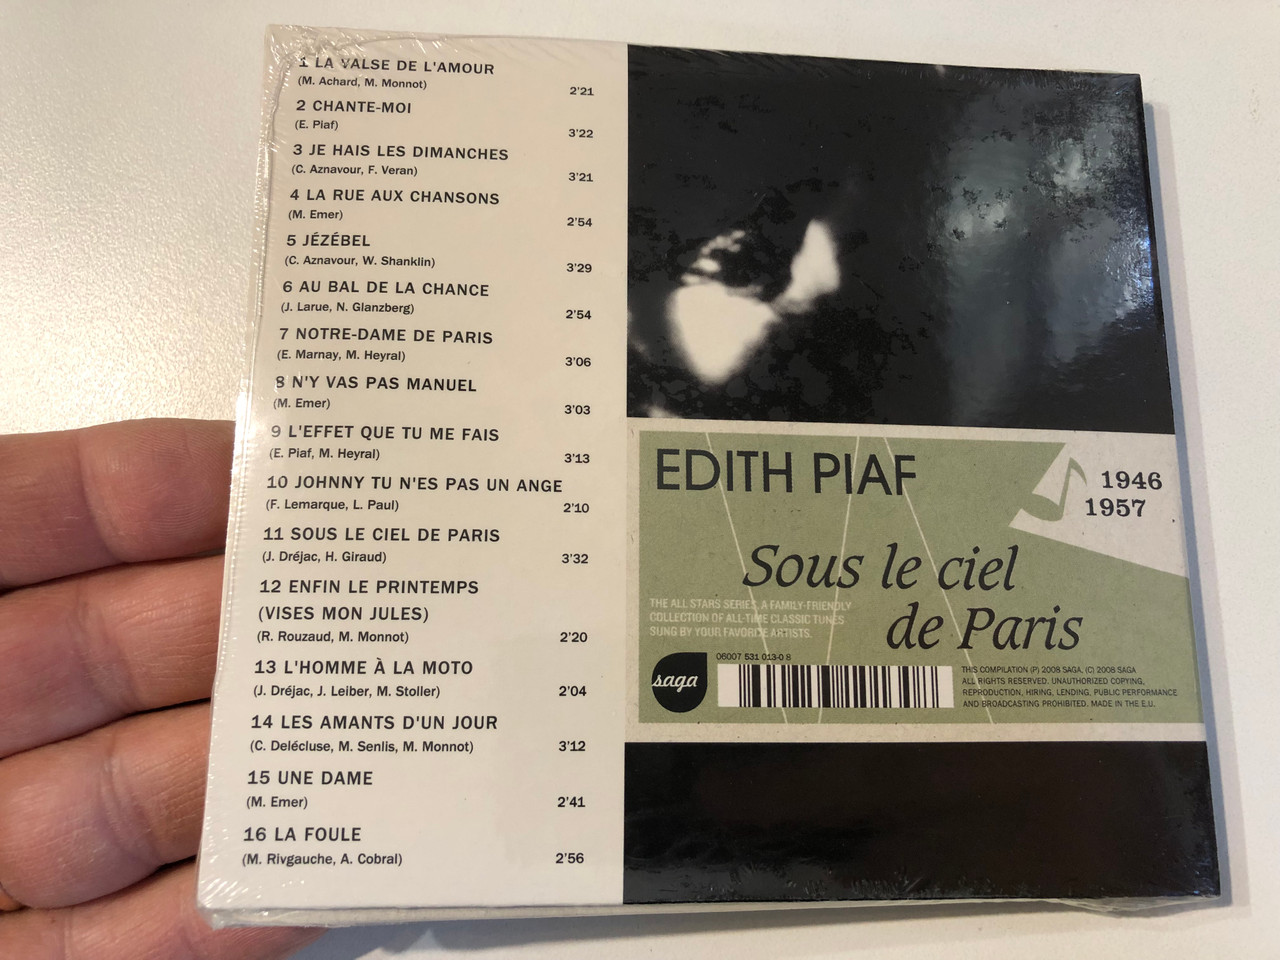 1 LA VALSE DE L'AMOUR
(M. Achard, M. Monnot) 2'21
2 CHANTE-MOI
(E. Piaf) 3'22
3 JE HAIS LES DIMANCHES
(C. Aznavour, F. Veran) 3'21
4 LA RUE AUX CHANSONS
(M. Emer) 2'54
5 JÉZÉBEL
(C. Aznavour, W. Shanklin) 3'29
6 AU BAL DE LA CHANCE
(J. Larue, N. Glanzberg) 2'54
7 NOTRE-DAME DE PARIS
(E. Marnay, M. Heyral) 3'06
8 N'Y VAS PAS MANUEL
(M. Emer) 3'03
9 L'EFFET QUE TU ME FAIS
(E. Piaf, M. Heyral) 3'13
10 JOHNNY TU N'ES PAS UN ANGE
(F. Lemarque, L. Paul) 2'10
11 SOUS LE CIEL DE PARIS
(J. Dréjac, H. Giraud) 3'32
12 ENFIN LE PRINTEMPS
(VISES MON JULES)
(R. Rouzaud, M. Monnot) 2'20
13 L'HOMME À LA MOTO
(J. Dréjac, J. Leiber, M. Stoller) 2'04
14 LES AMANTS D'UN JOUR
(C. Delécluse, M. Senlis, M. Monnot) 3'12
15 UNE DAME
(M. Emer) 2'41
16 LA FOULE
(M. Rivgauche, A. Cobral) 2'56
EDITH PIAF
1946
1957
Sous le ciel
de Paris
THE ALL STARS SERIES, A FAMILY-FRIENDLY
COLLECTION OF ALL-TIME CLASSIC TUNES
SUNG BY YOUR FAVORITE ARTISTS.
saga
06007 531 013-0 8
THIS COMPILATION (P) 2008 SAGA, (C) 2008 SAGA
ALL RIGHTS RESERVED. UNAUTHORIZED COPYING,
REPRODUCTION, HIRING, LENDING, PUBLIC PERFORMANCE
AND BROADCASTING PROHIBITED. MADE IN THE E.U.